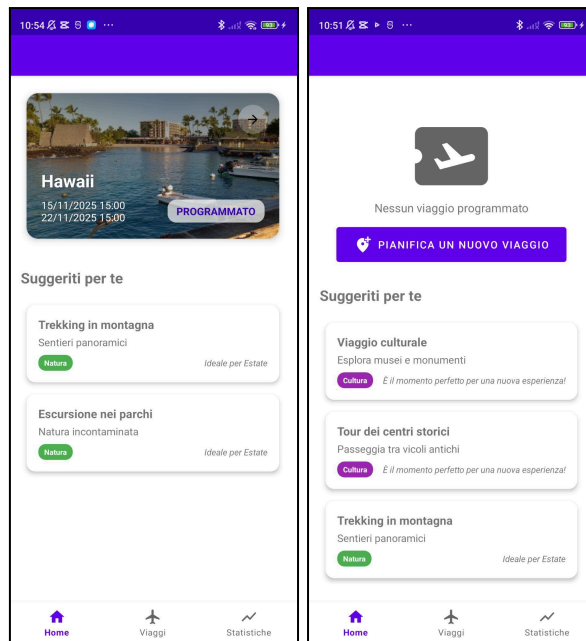 10:54
93
Hawaii
15/11/2025 15:00
22/11/2025 15:00
PROGRAMMATO
Suggeriti per te
Trekking in montagna
Sentieri panoramici
Natura
Ideale per Estate
Escursione nei parchi
Natura incontaminata
Natura
Ideale per Estate
Home
Viaggi
Statistiche
10:51
93
Nessun viaggio programmato
PIANIFICA UN NUOVO VIAGGIO
Suggeriti per te
Viaggio culturale
Esplora musei e monumenti
Cultura
È il momento perfetto per una nuova esperienza!
Tour dei centri storici
Passeggia tra vicoli antichi
Cultura
È il momento perfetto per una nuova esperienza!
Trekking in montagna
Sentieri panoramici
Natura
Ideale per Estate
Home
Viaggi
Statistiche